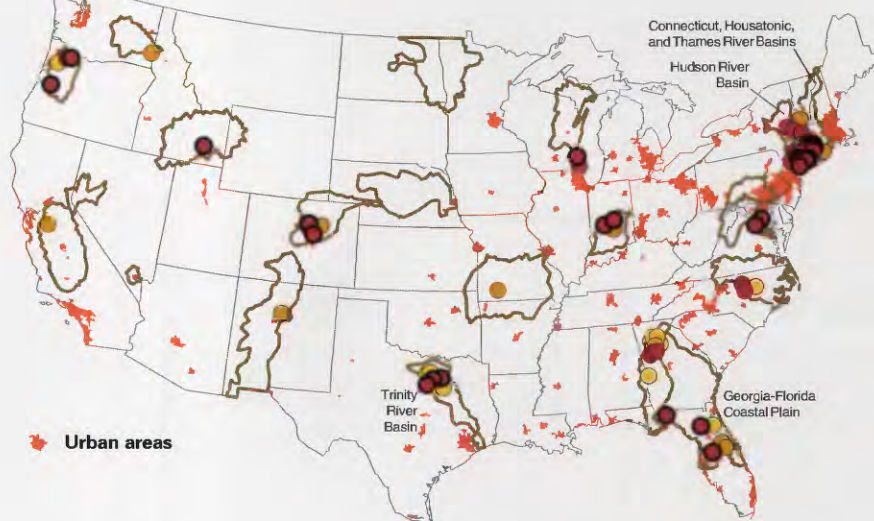 Connecticut, Housatonic,
and Thames River Basins
Hudson River
Basin
Trinity
River
Basin
Georgia-Florida
Coastal Plain
Urban areas